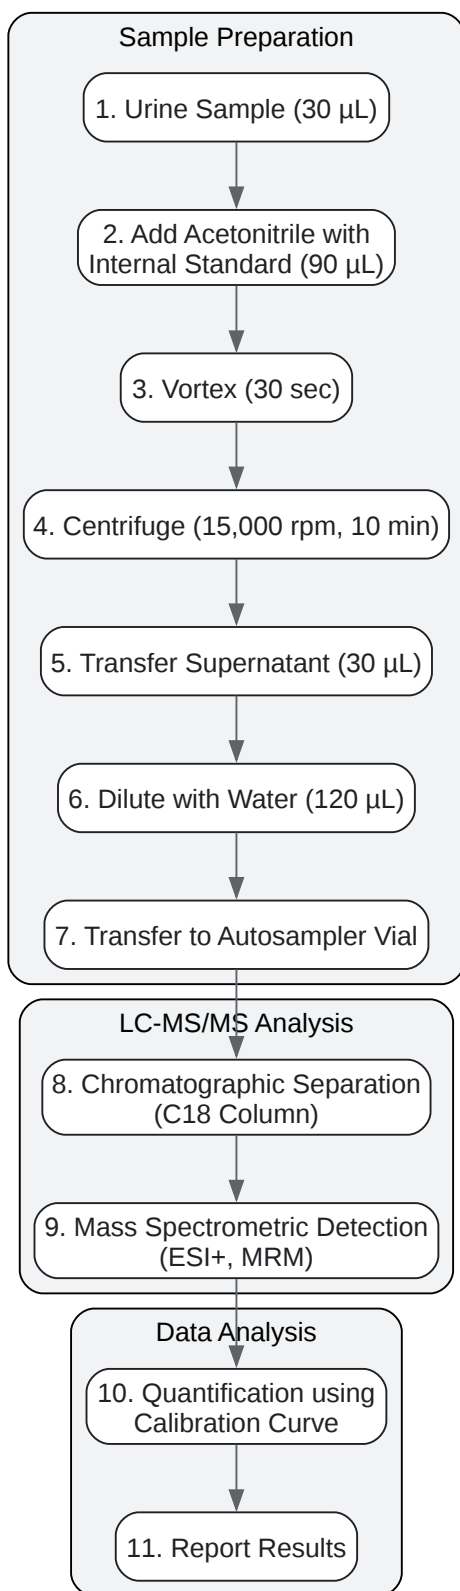 Sample Preparation
1. Urine Sample (30 µL)
2. Add Acetonitrile with
Internal Standard (90 µL)
3. Vortex (30 sec)
4. Centrifuge (15,000 rpm, 10 min)
5. Transfer Supernatant (30 µL)
6. Dilute with Water (120 µL)
7. Transfer to Autosampler Vial
LC-MS/MS Analysis
8. Chromatographic Separation
(C18 Column)
9. Mass Spectrometric Detection
(ESI+, MRM)
Data Analysis
10. Quantification using
Calibration Curve
11. Report Results